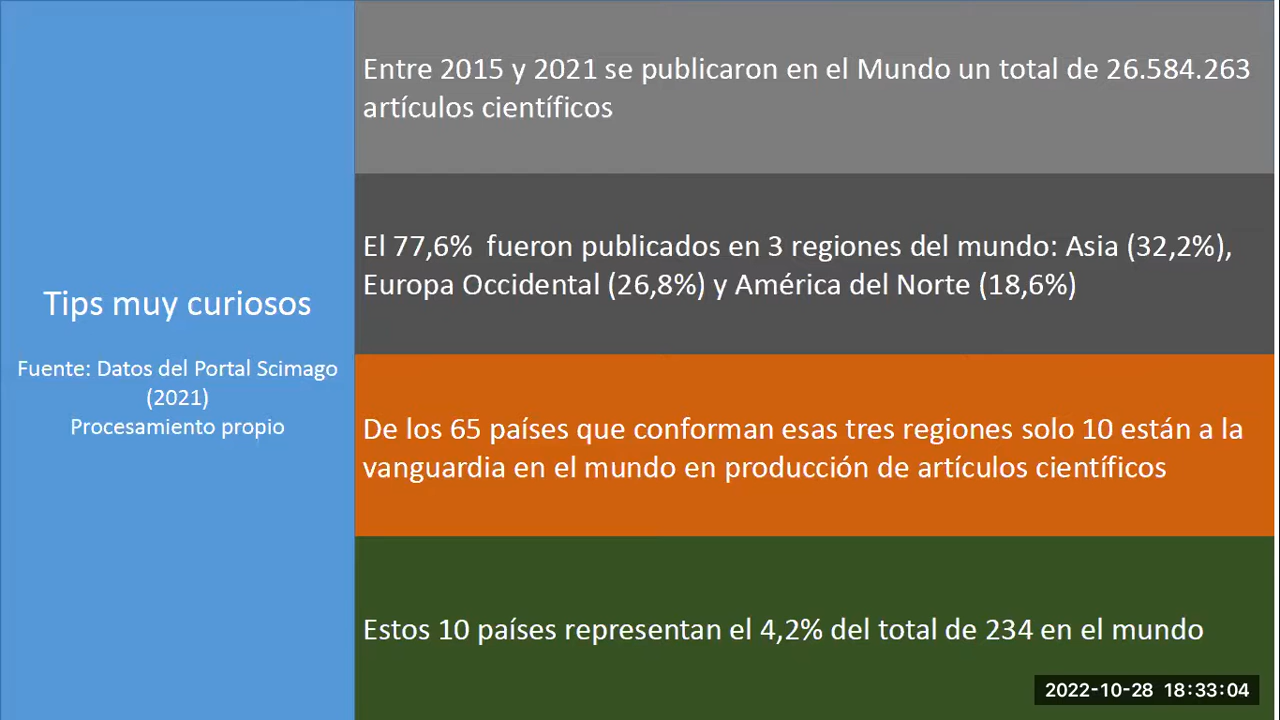 Tips muy curiosos
Fuente: Datos del Portal Scimago
(2021)
Procesamiento propio
Entre 2015 y 2021 se publicaron en el Mundo un total de 26.584.263
artículos científicos
El 77,6%  fueron publicados en 3 regiones del mundo: Asia (32,2%),
Europa Occidental (26,8%) y América del Norte (18,6%)
De los 65 países que conforman esas tres regiones solo 10 están a la
vanguardia en el mundo en producción de artículos científicos
Estos 10 países representan el 4,2% del total de 234 en el mundo
2022-10-28 18:33:04